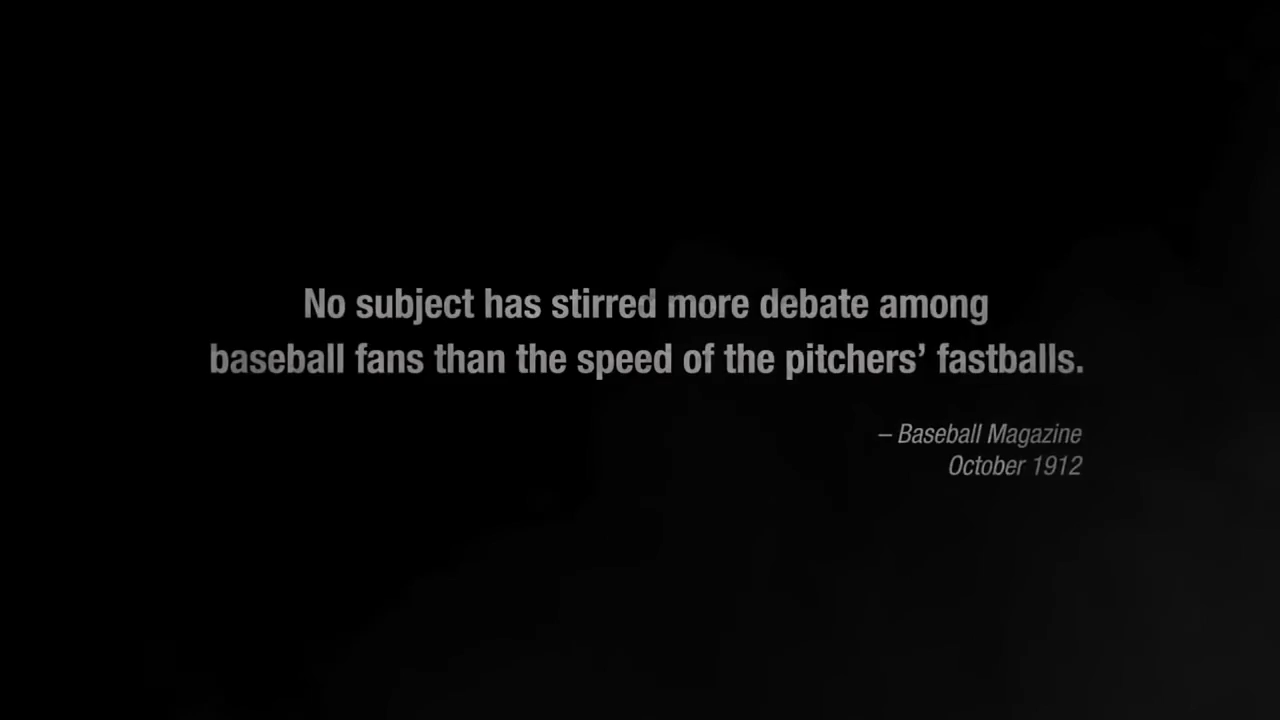 No subject has stirred more debate among
baseball fans than the speed of the pitchers’ fastballs.
– Baseball Magazine
October 1912